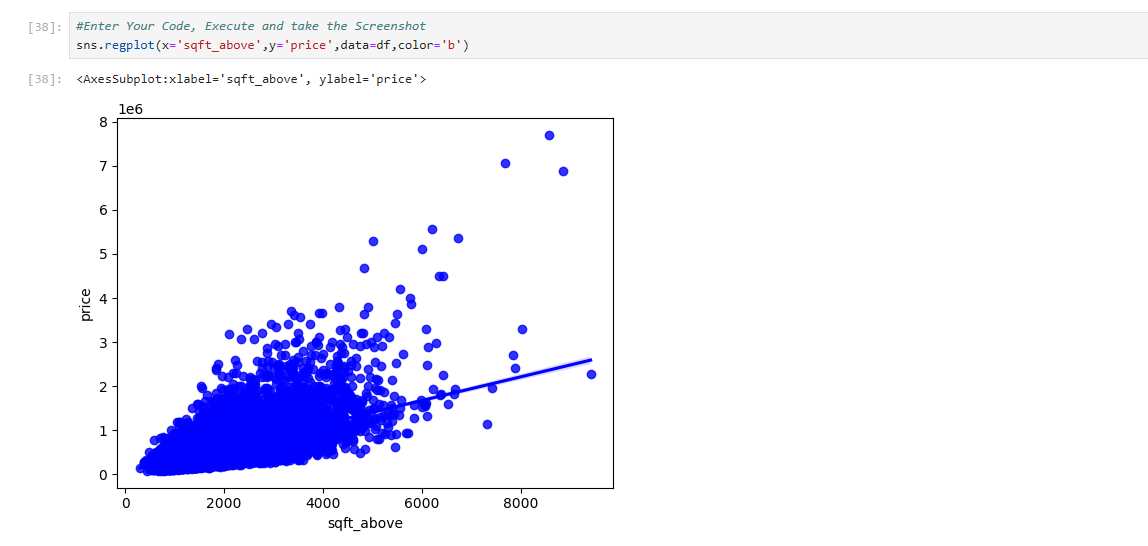 [38]: #Enter Your Code, Execute and take the Screenshot
sns.regplot(x='sqft_above',y='price',data=df,color='b')
[38]: <AxesSubplot:xlabel='sqft_above', ylabel='price'>
1e6
8
7
6
5
4
3
2
1
0
price
0 2000 4000 6000 8000
sqft_above